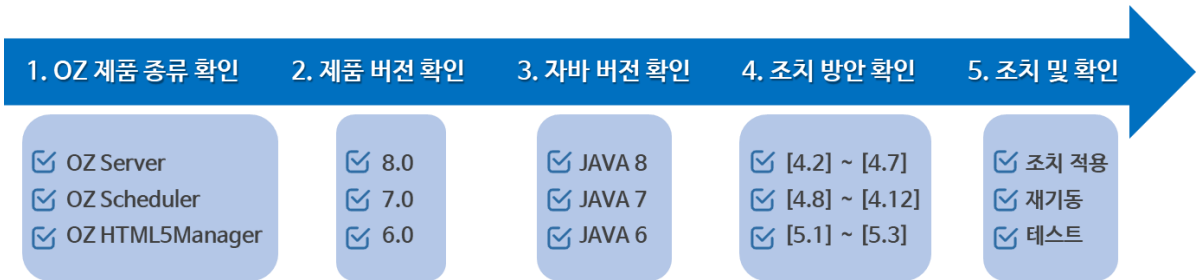 1. OZ 제품 종류 확인
2. 제품 버전 확인
3. 자바 버전 확인
4. 조치 방안 확인
5. 조치 및 확인
OZ Server
OZ Scheduler
OZ HTML5Manager
8.0
7.0
6.0
JAVA 8
JAVA 7
JAVA 6
[4.2] ~ [4.7]
[4.8] ~ [4.12]
[5.1] ~ [5.3]
조치 적용
재기동
테스트